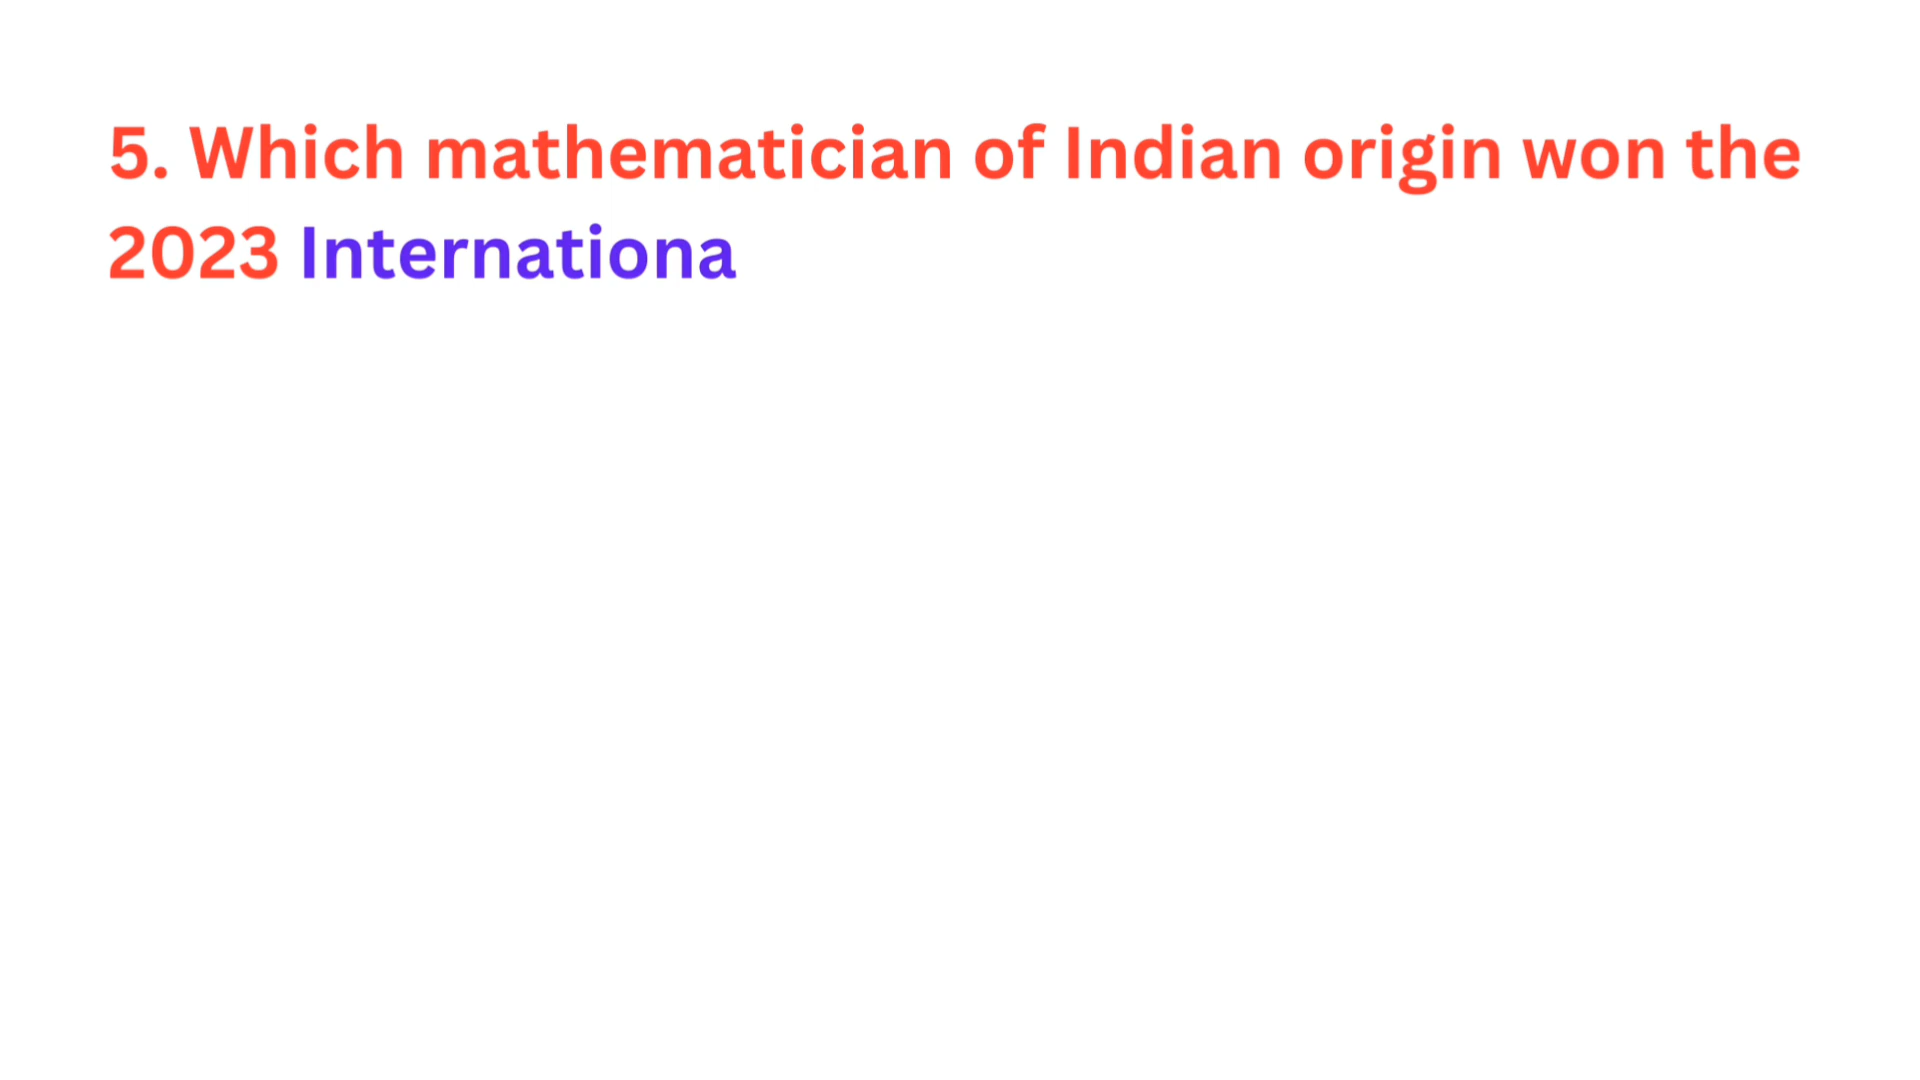 5. Which mathematician of Indian origin won the
2023 Internationa